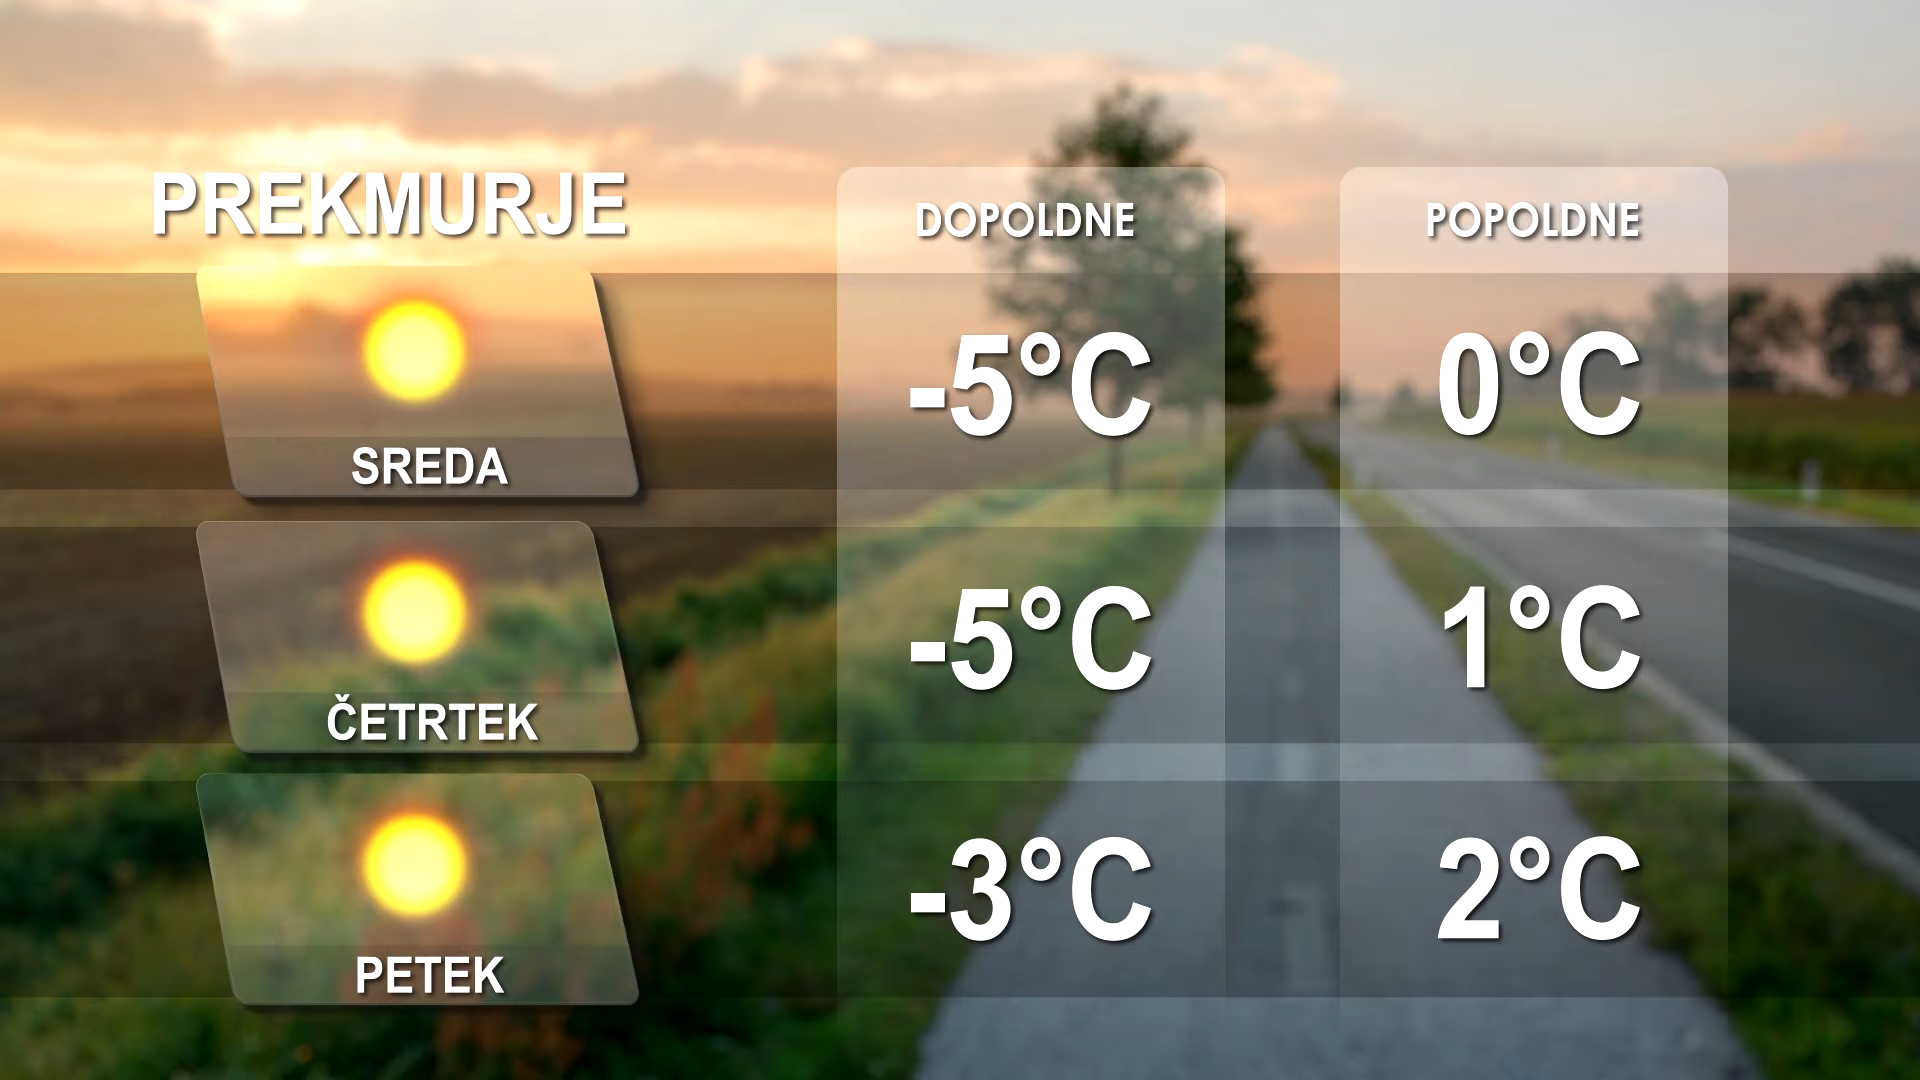 PREKMURJE
DOPOLDNE
POPOLDNE
-5°C
0°C
SREDA
-5°C
1°C
ČETRTEK
-3°C
2°C
PETEK